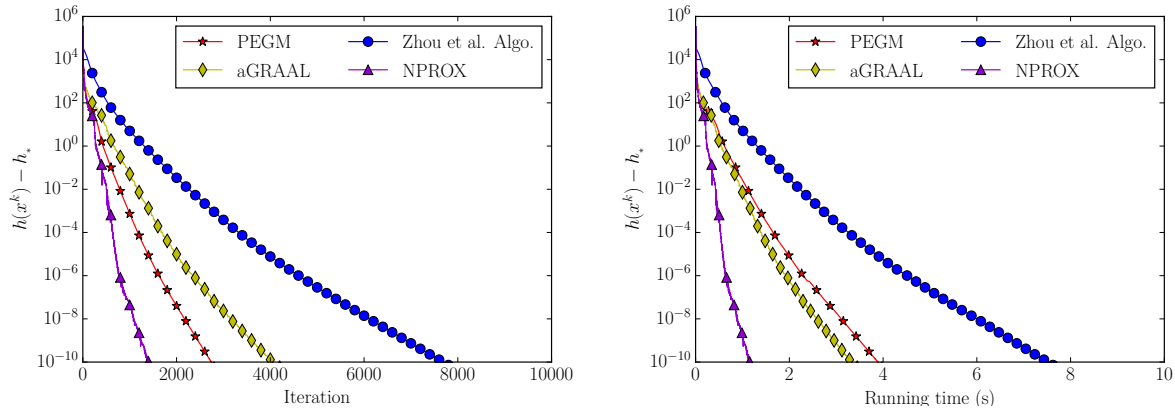 10^6
10^4
10^2
10^0
10^-2
10^-4
10^-6
10^-8
10^-10
h(x^k) − h_*
PEGM
aGRAAL
Zhou et al. Algo.
NPROX
0 2000 4000 6000 8000 10000
Iteration
10^6
10^4
10^2
10^0
10^-2
10^-4
10^-6
10^-8
10^-10
h(x^k) − h_*
PEGM
aGRAAL
Zhou et al. Algo.
NPROX
0 2 4 6 8 10
Running time (s)